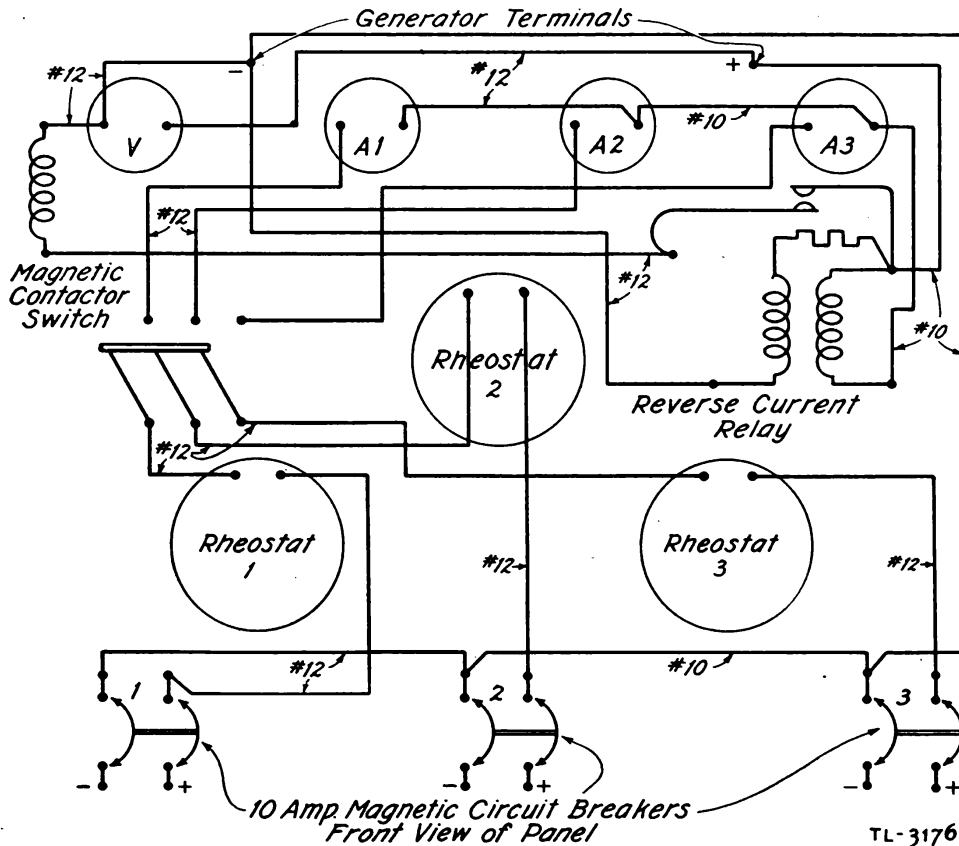 Generator Terminals
#12
-
#12
+
V
A1
A2
#10
A3
#12
#12
Magnetic
Contactor
Switch
#10
Rheostat
2
Reverse Current
Relay
#12
Rheostat
1
Rheostat
3
#12
#12
#12
#10
1
2
3
-
+
-
+
-
+
10 Amp. Magnetic Circuit Breakers
Front View of Panel
TL-3176